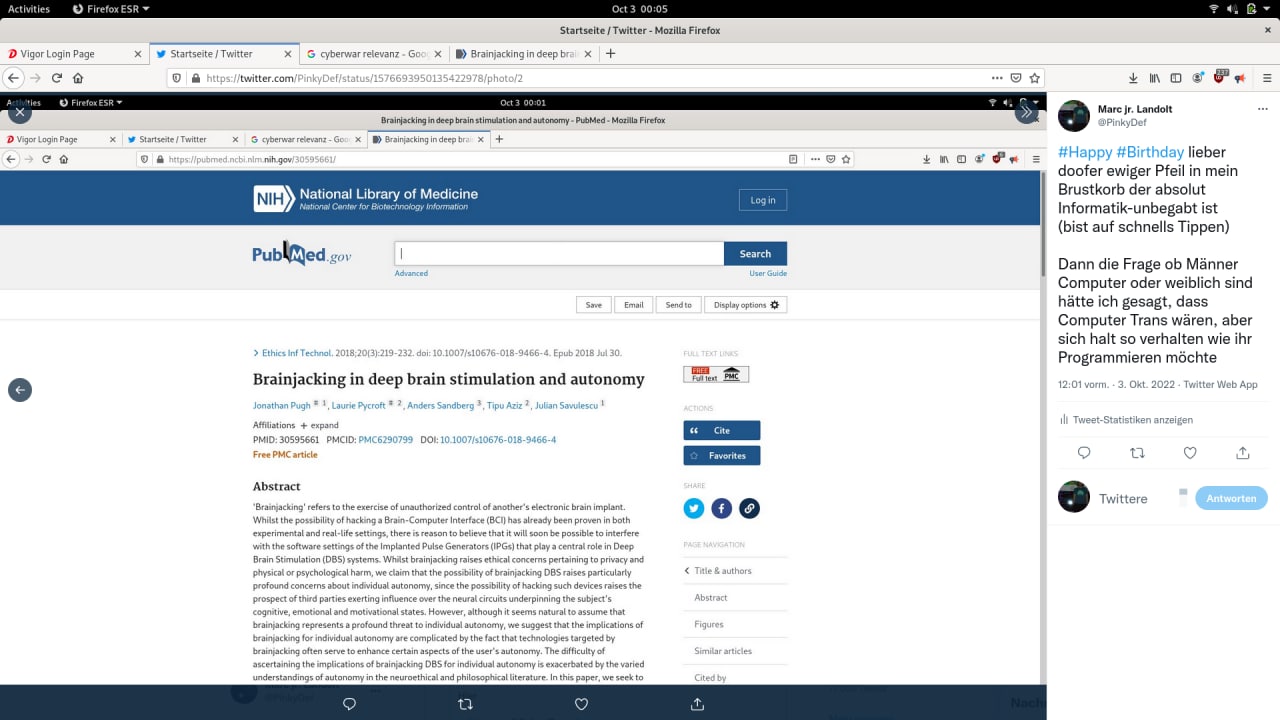 Activities Firefox ESR Oct 3 00:05
Startseite / Twitter - Mozilla Firefox
Vigor Login Page Startseite / Twitter cyberwar relevanz - Goo Brainjacking in deep brai
https://twitter.com/PinkyDef/status/1576693950135422978/photo/2
Activities Firefox ESR Oct 3 00:01
Brainjacking in deep brain stimulation and autonomy - PubMed - Mozilla Firefox
Vigor Login Page Startseite / Twitter cyberwar relevanz - Goo Brainjacking in deep brai
https://pubmed.ncbi.nlm.nih.gov/30595661/
NIH National Library of Medicine
National Center for Biotechnology Information
Log in
PubMed.gov
Search
Advanced
User Guide
Save Email Send to Display options
Ethics Inf Technol. 2018;20(3):219-232. doi: 10.1007/s10676-018-9466-4. Epub 2018 Jul 30.
Brainjacking in deep brain stimulation and autonomy
Jonathan Pugh # 1, Laurie Pycroft # 2, Anders Sandberg 3, Tipu Aziz 2, Julian Savulescu 1
Affiliations + expand
PMID: 30595661 PMCID: PMC6290799 DOI: 10.1007/s10676-018-9466-4
Free PMC article
Abstract
'Brainjacking' refers to the exercise of unauthorized control of another's electronic brain implant.
Whilst the possibility of hacking a Brain-Computer Interface (BCI) has already been proven in both
experimental and real-life settings, there is reason to believe that it will soon be possible to interfere
with the software settings of the Implanted Pulse Generators (IPGs) that play a central role in Deep
Brain Stimulation (DBS) systems. Whilst brainjacking raises ethical concerns pertaining to privacy and
physical or psychological harm, we claim that the possibility of brainjacking DBS raises particularly
profound concerns about individual autonomy, since the possibility of hacking such devices raises the
prospect of third parties exerting influence over the neural circuits underpinning the subject's
cognitive, emotional and motivational states. However, although it seems natural to assume that
brainjacking represents a profound threat to individual autonomy, we suggest that the implications of
brainjacking for individual autonomy are complicated by the fact that technologies targeted by
brainjacking often serve to enhance certain aspects of the user's autonomy. The difficulty of
ascertaining the implications of brainjacking DBS for individual autonomy is exacerbated by the varied
understandings of autonomy in the neuroethical and philosophical literature. In this paper, we seek to
FULL TEXT LINKS
FREE
Full text PMC
ACTIONS
Cite
Favorites
SHARE
PAGE NAVIGATION
Title & authors
Abstract
Figures
Similar articles
Cited by
Marc jr. Landolt
@PinkyDef
#Happy #Birthday lieber
doofer ewiger Pfeil in mein
Brustkorb der absolut
Informatik-unbegabt ist
(bist auf schnells Tippen)
Dann die Frage ob Männer
Computer oder weiblich sind
hätte ich gesagt, dass
Computer Trans wären, aber
sich halt so verhalten wie ihr
Programmieren möchte
12:01 vorm. · 3. Okt. 2022 · Twitter Web App
Tweet-Statistiken anzeigen
Twittere
Antworten